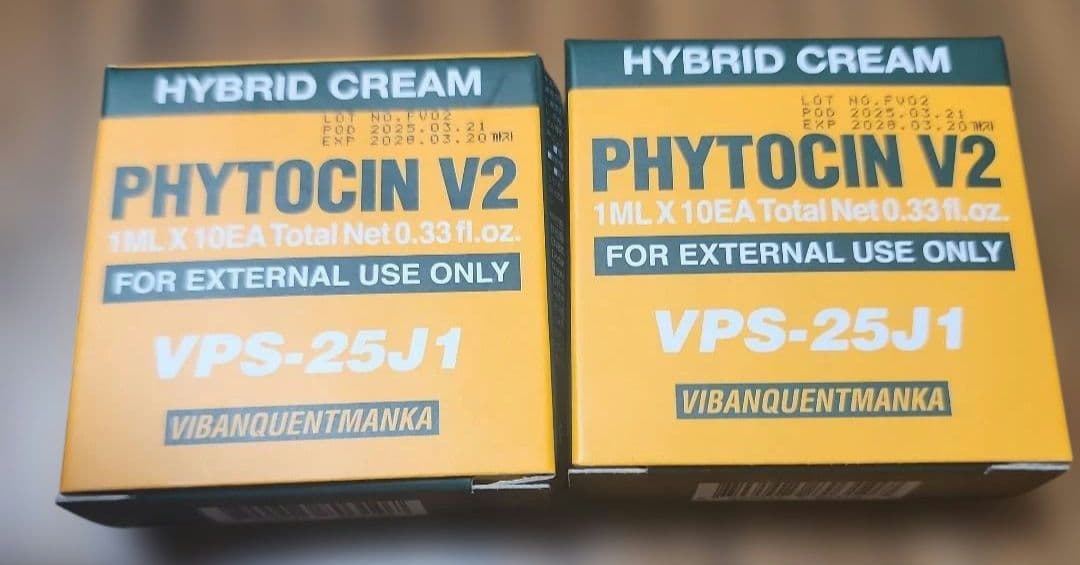 HYBRID CREAM
LOT NO.FV02
POD 2025.03.21
EXP 2028.03.20까지
PHYTOCIN V2
1ML X 10EA Total Net 0.33 fl.oz.
FOR EXTERNAL USE ONLY
VPS-25J1
VIBANQUENTMANKA
HYBRID CREAM
LOT NO.FV02
POD 2025.03.21
EXP 2028.03.20까지
PHYTOCIN V2
1ML X 10EA Total Net 0.33 fl.oz.
FOR EXTERNAL USE ONLY
VPS-25J1
VIBANQUENTMANKA